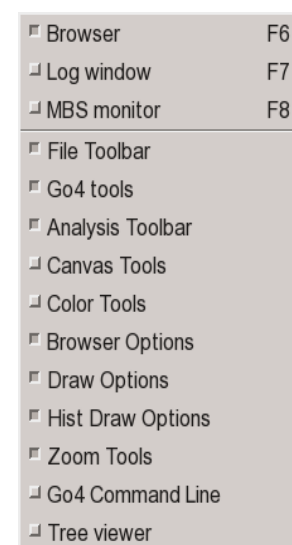 Browser F6
Log window F7
MBS monitor F8
File Toolbar
Go4 tools
Analysis Toolbar
Canvas Tools
Color Tools
Browser Options
Draw Options
Hist Draw Options
Zoom Tools
Go4 Command Line
Tree viewer